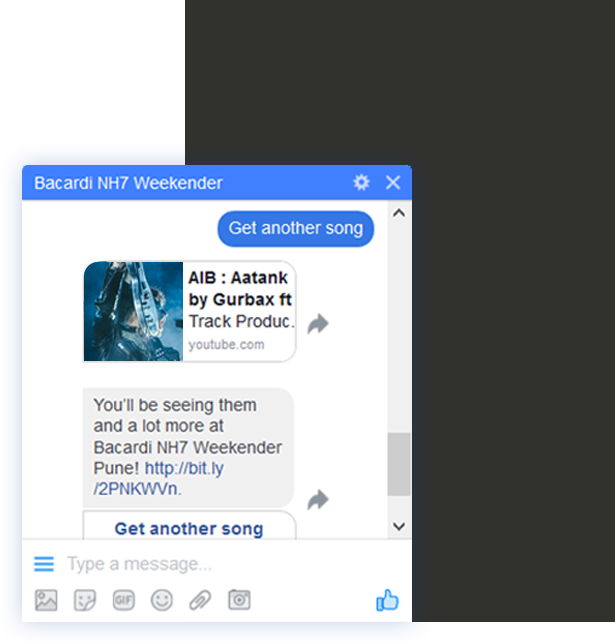 Bacardi NH7 Weekender
Get another song
AIB : Aatank
by Gurbax ft
Track Produc.
youtube.com
You'll be seeing them
and a lot more at
Bacardi NH7 Weekender
Pune! http://bit.ly
/2PNKWVn.
Get another song
Type a message...
GIF